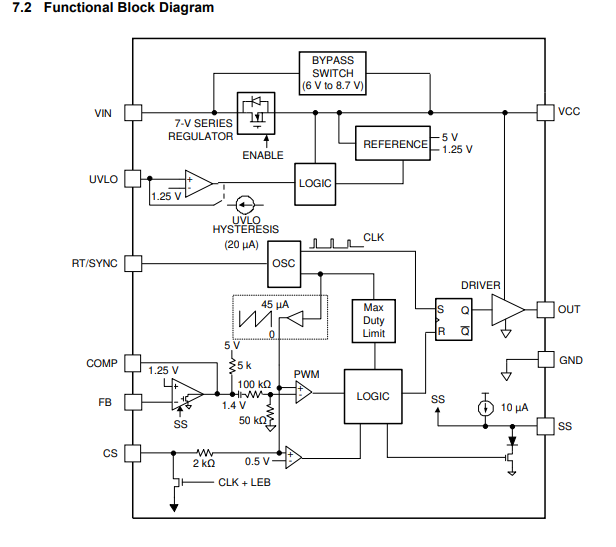 7.2 Functional Block Diagram
BYPASS
SWITCH
(6 V to 8.7 V)
VIN
VCC
7-V SERIES
REGULATOR
ENABLE
REFERENCE
5 V
1.25 V
UVLO
+
-
1.25 V
LOGIC
UVLO
HYSTERESIS
(20 µA)
CLK
RT/SYNC
OSC
DRIVER
45 µA
0
Max
Duty
Limit
S Q
R Q
OUT
5 V
COMP
1.25 V
5 k
GND
PWM
+
-
100 kΩ
+
-
LOGIC
FB
1.4 V
SS
10 µA
SS
50 kΩ
SS
CS
2 kΩ
0.5 V
+
-
CLK + LEB